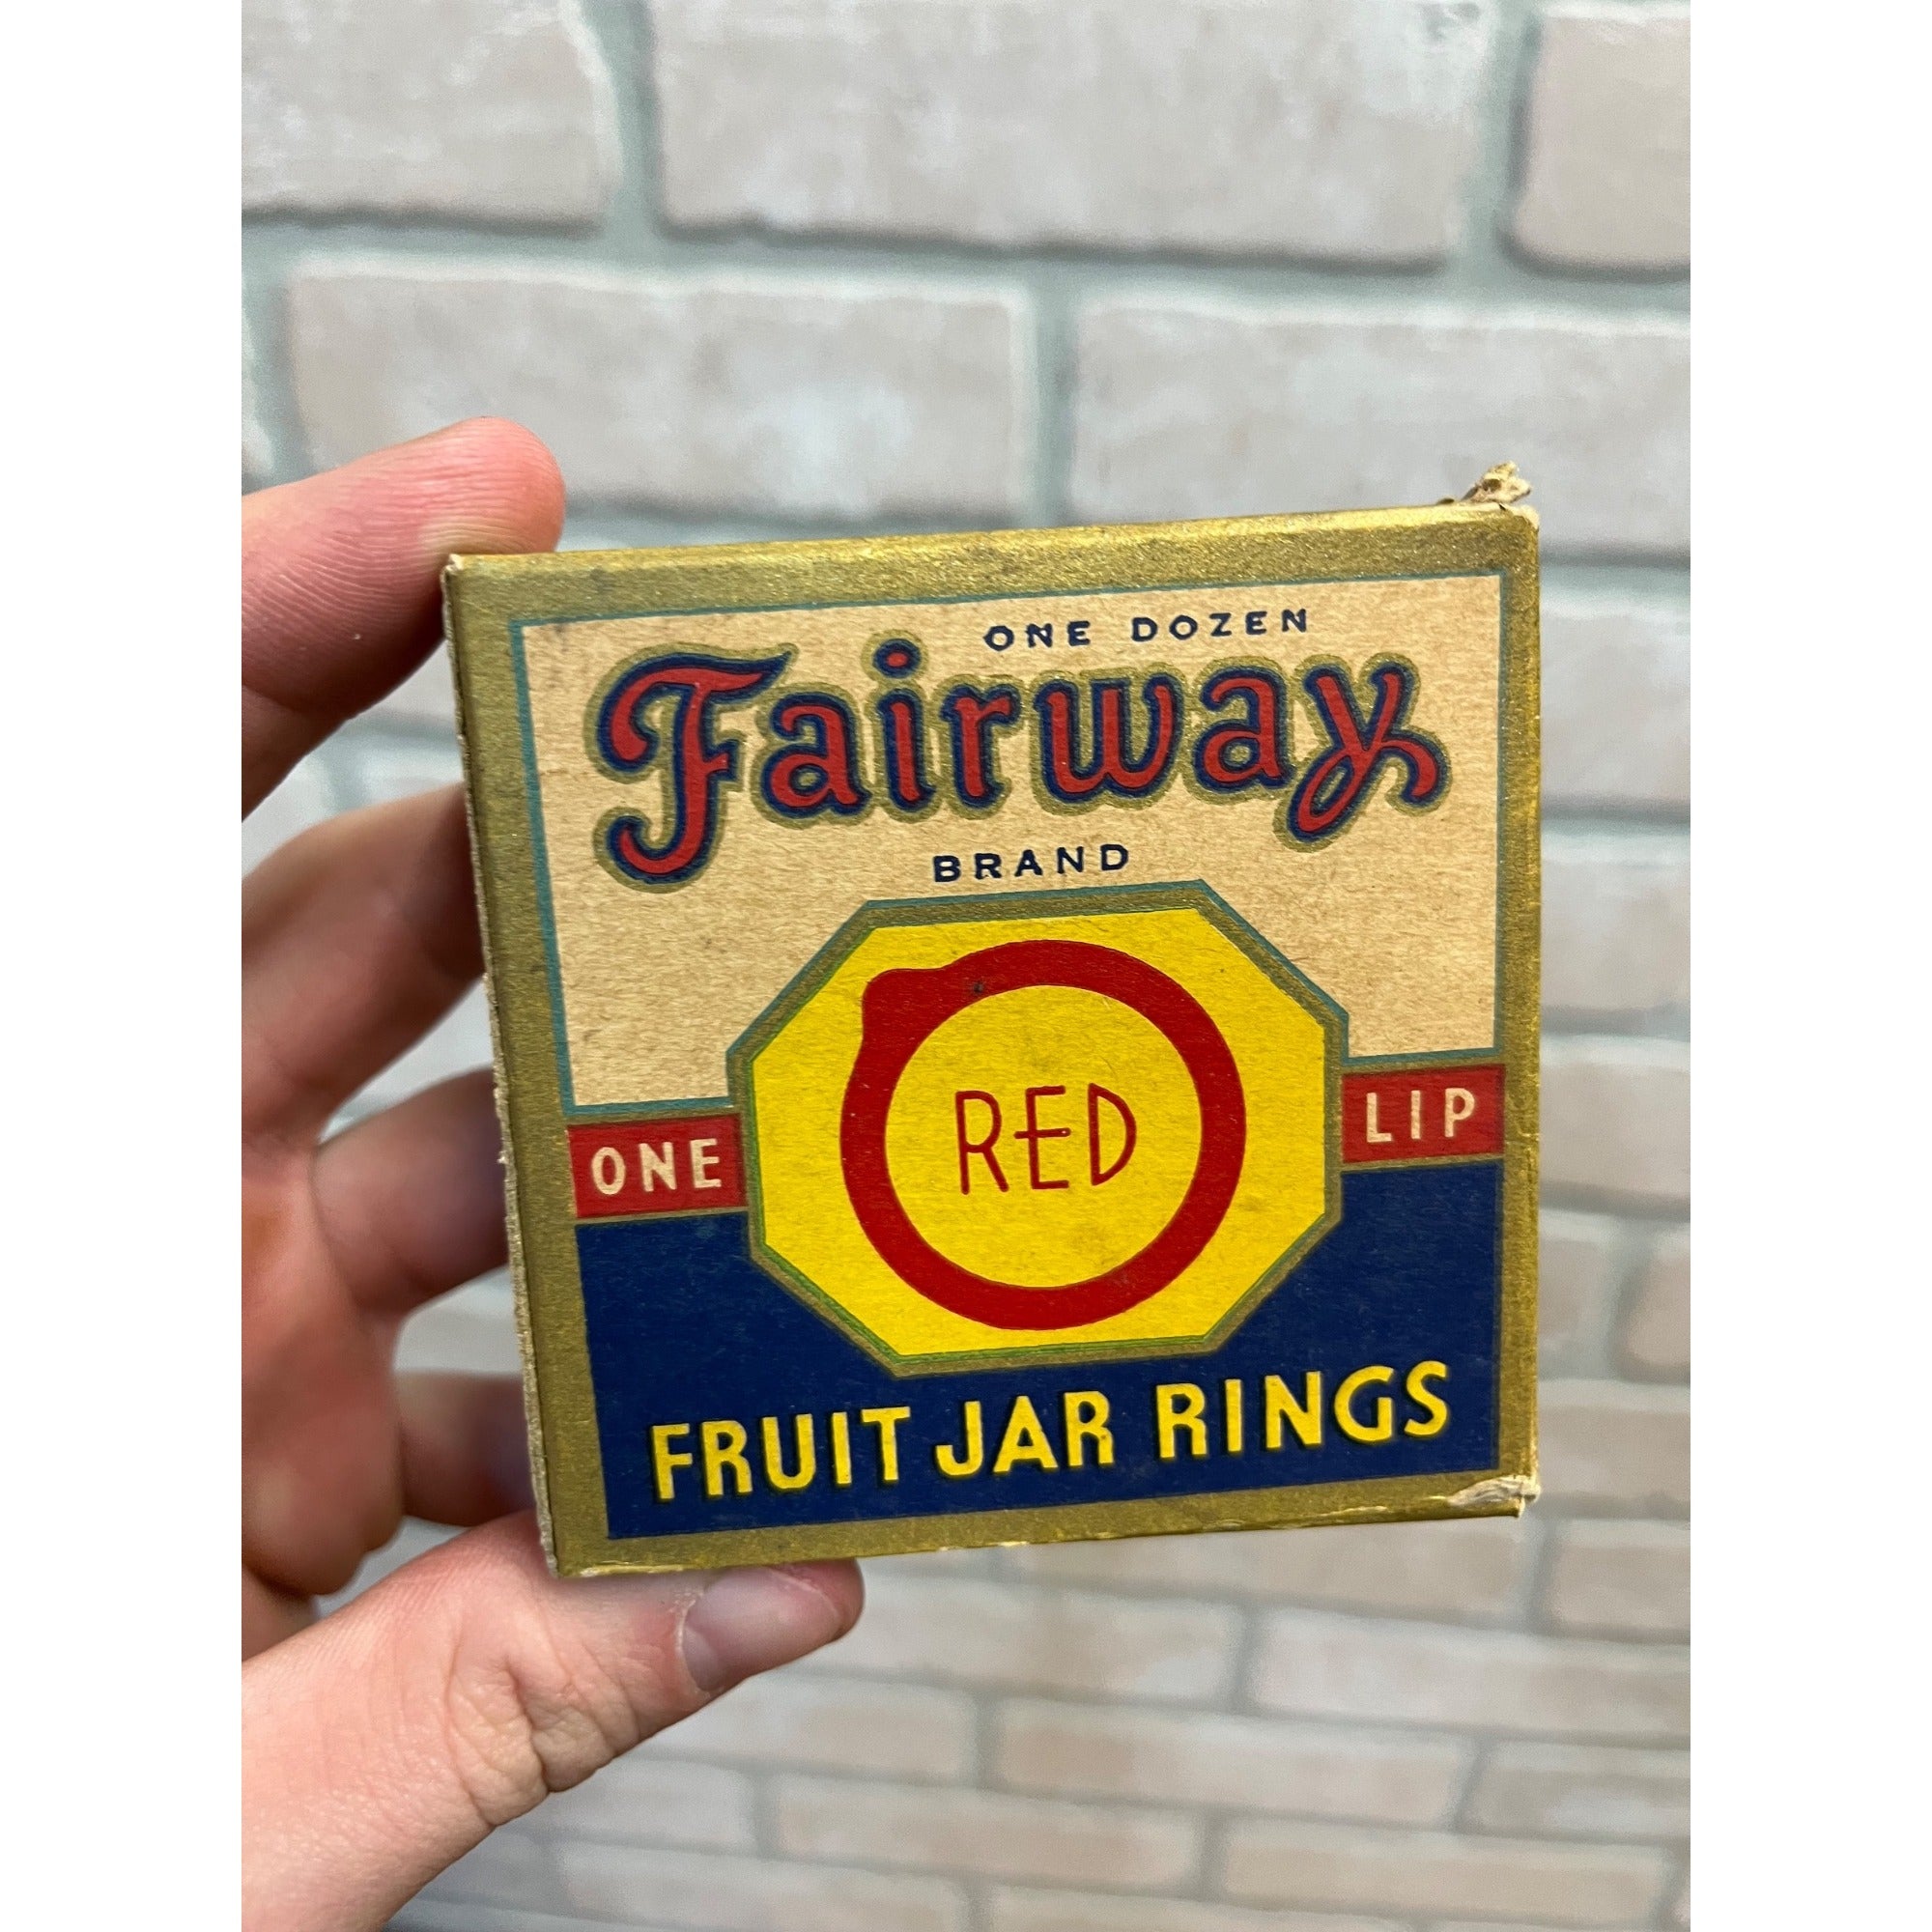 ONE DOZEN
Fairway
BRAND
RED
ONE LIP
FRUIT JAR RINGS